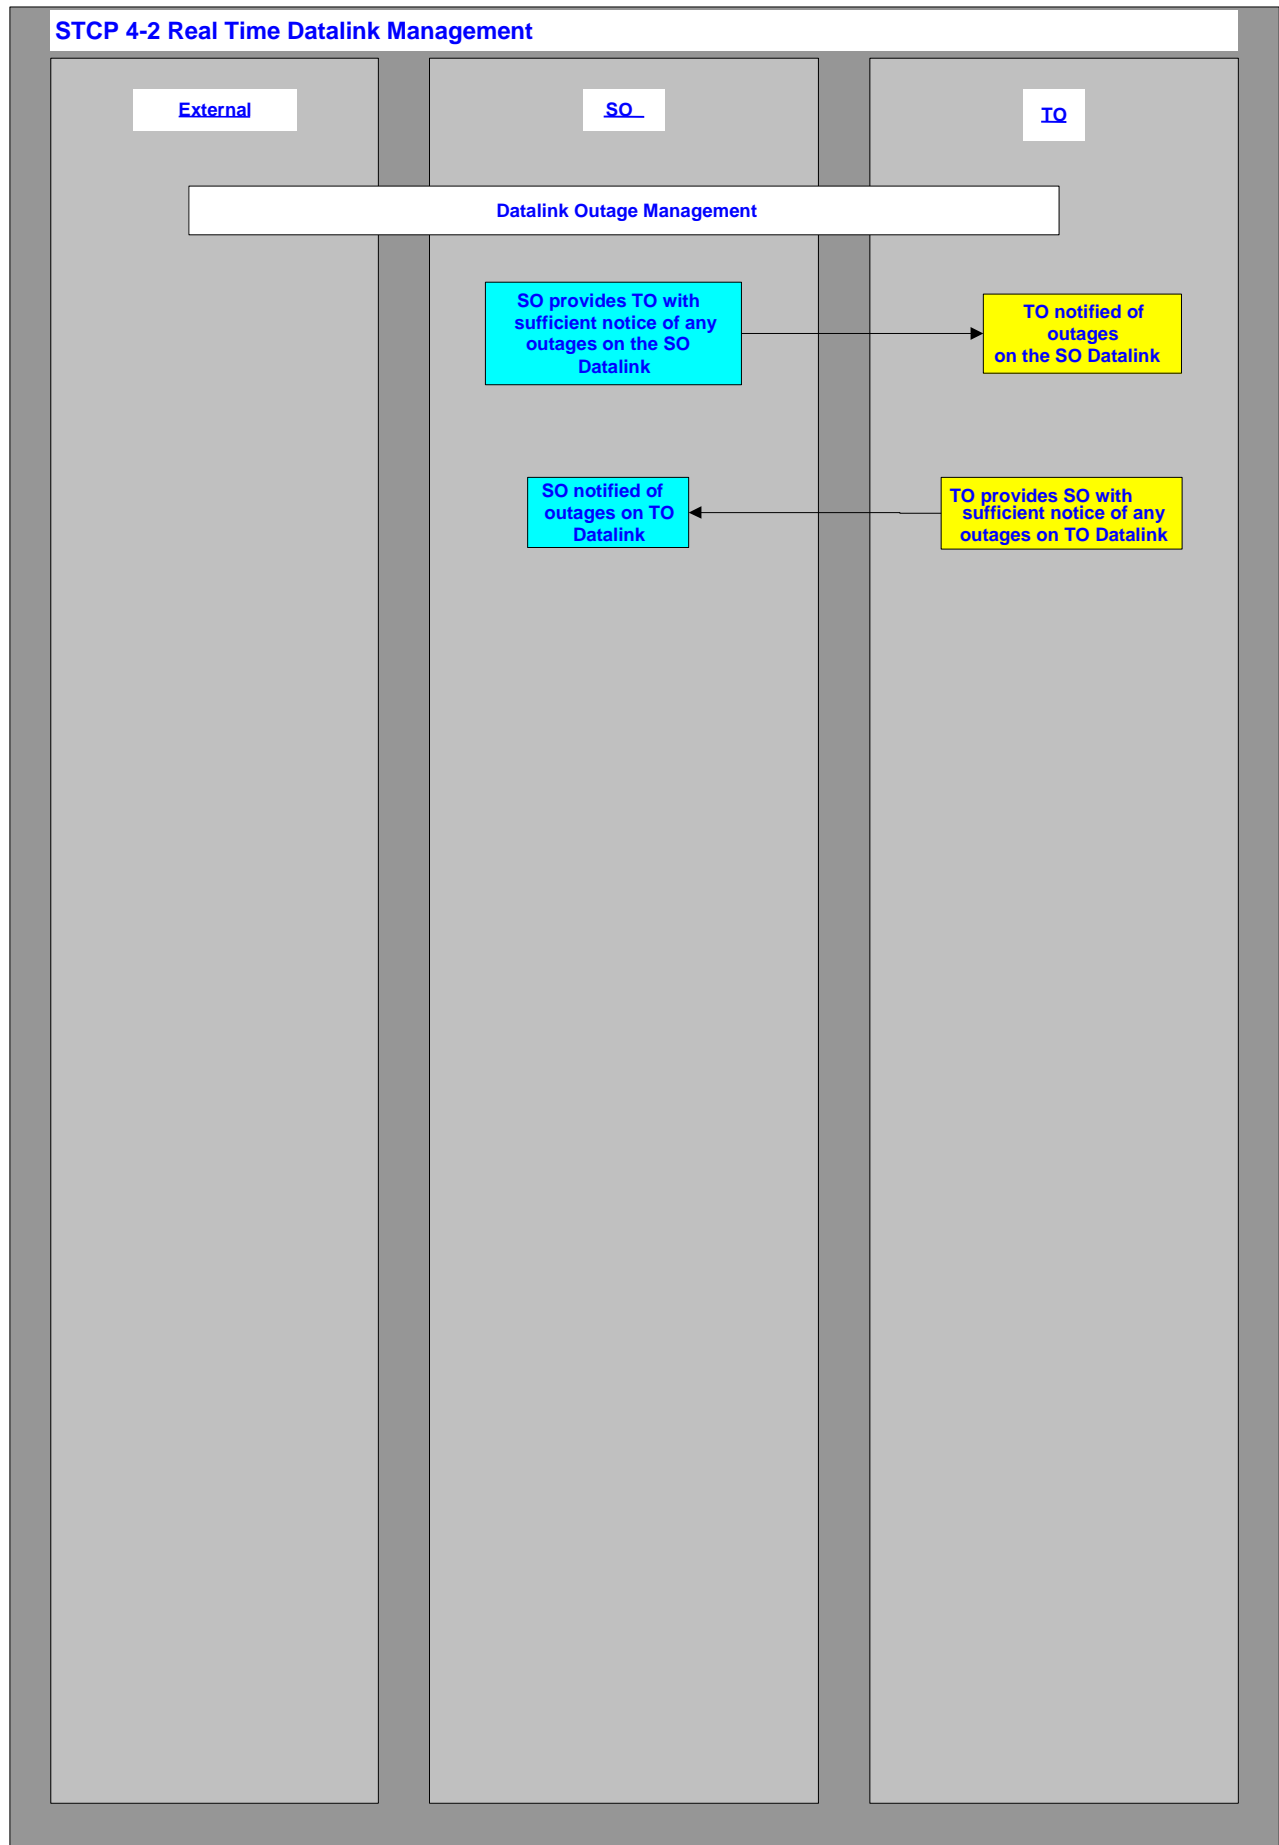 STCP 4-2 Real Time Datalink Management
External
SO
TO
Datalink Outage Management
SO provides TO with
sufficient notice of any
outages on the SO
Datalink
TO notified of
outages
on the SO Datalink
SO notified of
outages on TO
Datalink
TO provides SO with
sufficient notice of any
outages on TO Datalink